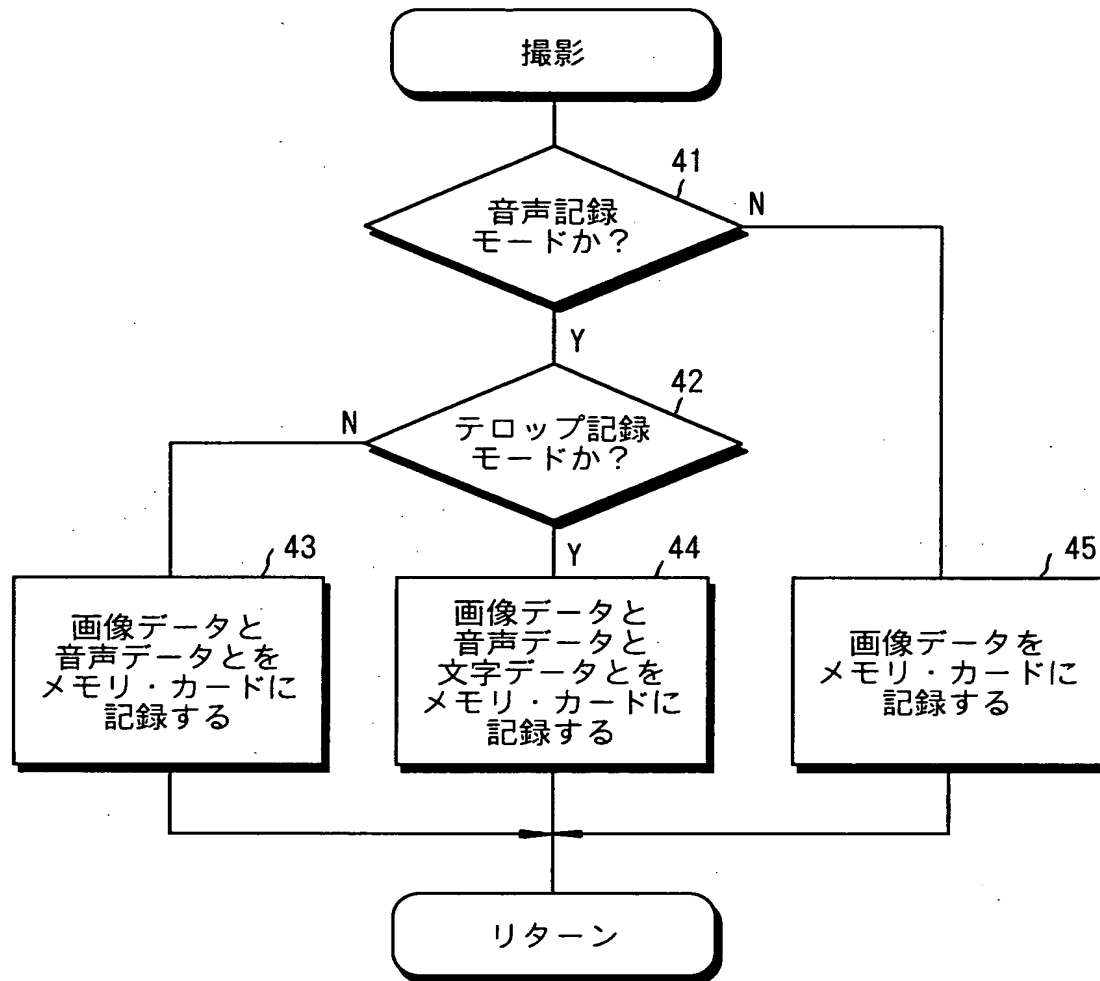 撮影
41
音声記録
モードか？
N
Y
42
テロップ記録
モードか？
N
Y
43
画像データと
音声データとを
メモリ・カードに
記録する
44
画像データと
音声データと
文字データとを
メモリ・カードに
記録する
45
画像データを
メモリ・カードに
記録する
リターン